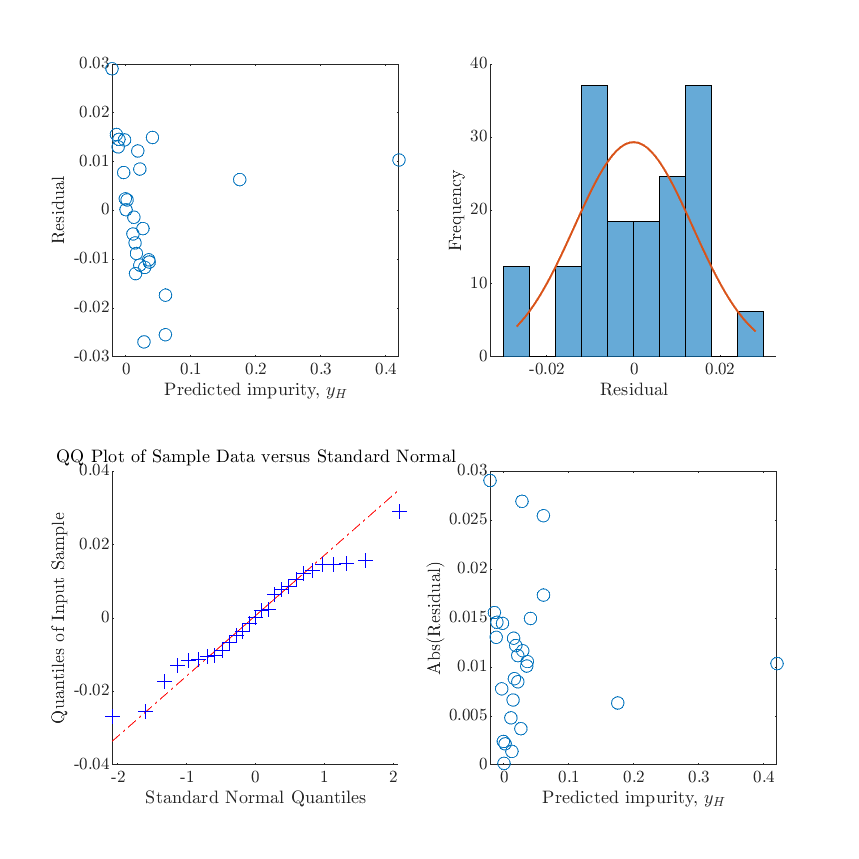 0.03
0.02
0.01
0
-0.01
-0.02
-0.03
Residual
0 0.1 0.2 0.3 0.4
Predicted impurity, y_H
40
30
20
10
0
Frequency
-0.02 0 0.02
Residual
QQ Plot of Sample Data versus Standard Normal
0.04
0.02
0
-0.02
-0.04
Quantiles of Input Sample
-2 -1 0 1 2
Standard Normal Quantiles
0.03
0.025
0.02
0.015
0.01
0.005
0
Abs(Residual)
0 0.1 0.2 0.3 0.4
Predicted impurity, y_H